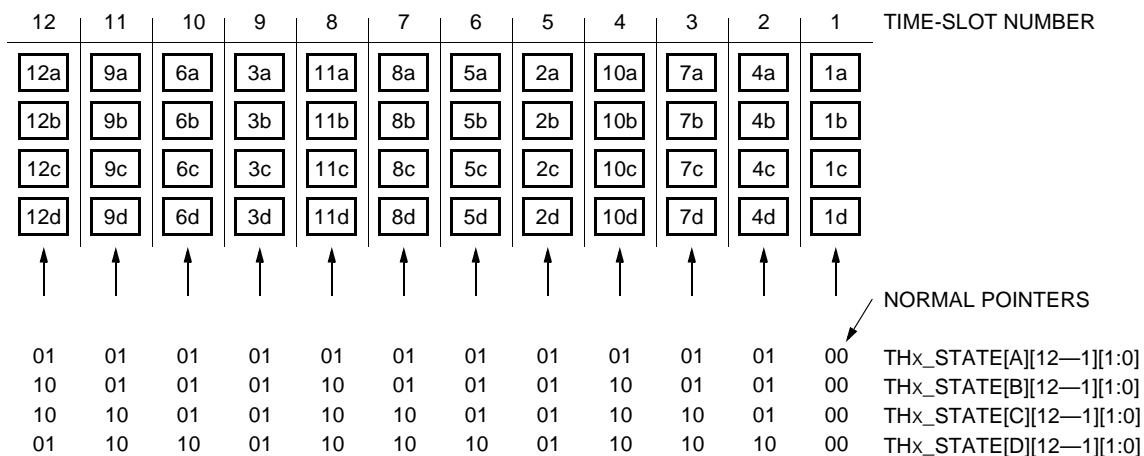 12 11 10 9 8 7 6 5 4 3 2 1 TIME-SLOT NUMBER
12a 9a 6a 3a 11a 8a 5a 2a 10a 7a 4a 1a
12b 9b 6b 3b 11b 8b 5b 2b 10b 7b 4b 1b
12c 9c 6c 3c 11c 8c 5c 2c 10c 7c 4c 1c
12d 9d 6d 3d 11d 8d 5d 2d 10d 7d 4d 1d
NORMAL POINTERS
01 01 01 01 01 01 01 01 01 01 01 00 THX_STATE[A][12—1][1:0]
10 01 01 01 10 01 01 01 10 01 01 00 THX_STATE[B][12—1][1:0]
10 10 01 01 10 10 01 01 10 10 01 00 THX_STATE[C][12—1][1:0]
01 10 10 01 10 10 10 01 10 10 10 00 THX_STATE[D][12—1][1:0]